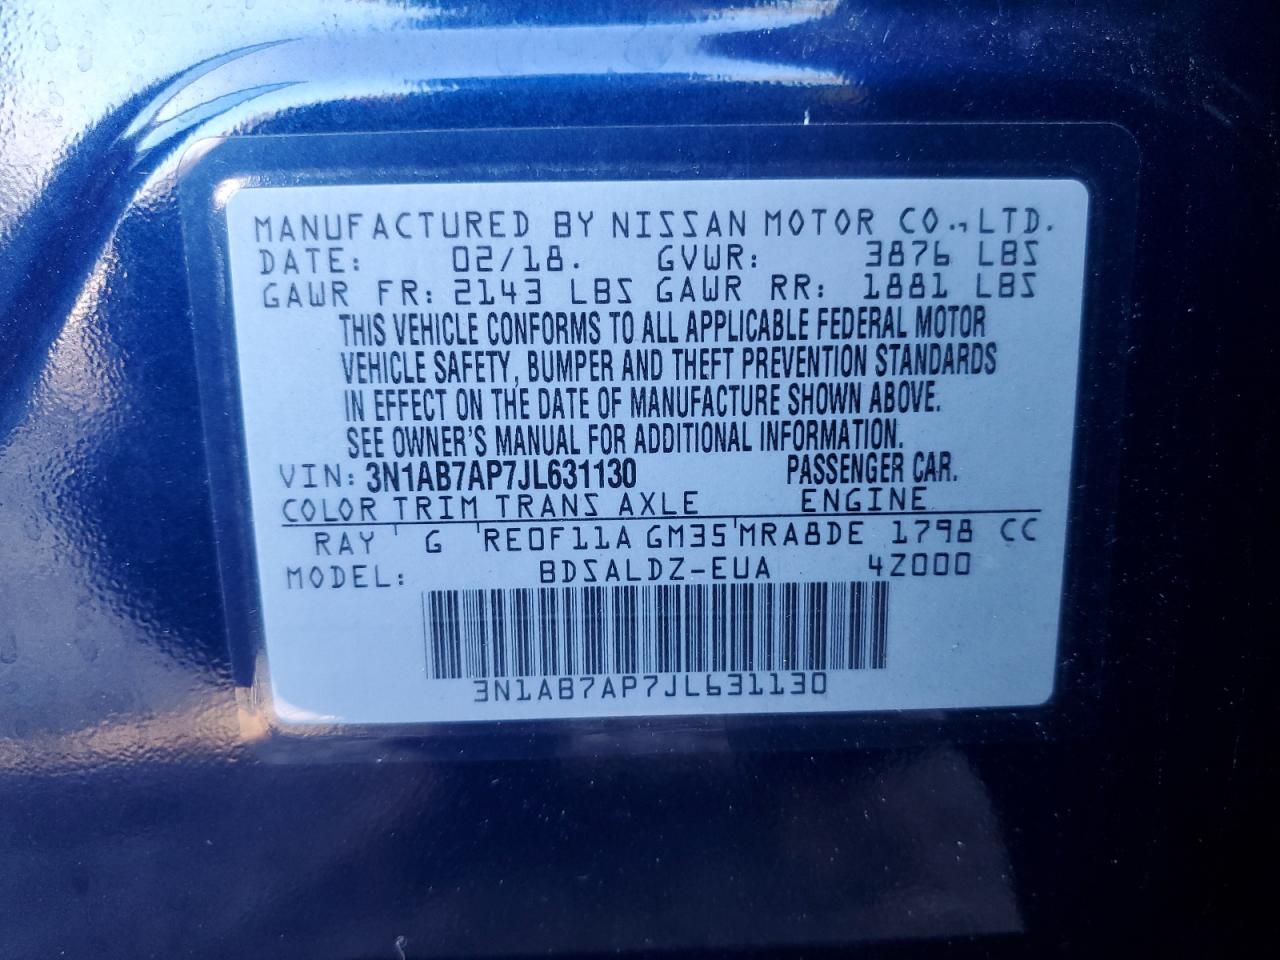 MANUFACTURED BY NISSAN MOTOR CO., LTD.
DATE: 02/18. GVWR: 3876 LBS
GAWR FR: 2143 LBS GAWR RR: 1881 LBS
THIS VEHICLE CONFORMS TO ALL APPLICABLE FEDERAL MOTOR
VEHICLE SAFETY, BUMPER AND THEFT PREVENTION STANDARDS
IN EFFECT ON THE DATE OF MANUFACTURE SHOWN ABOVE.
SEE OWNER'S MANUAL FOR ADDITIONAL INFORMATION.
VIN: 3N1AB7AP7JL631130 PASSENGER CAR.
COLOR TRIM TRANS AXLE ENGINE
RAY G RE0F11A GM35 MRA8DE 1798 CC
MODEL: BDSALDZ-EUA 4Z000
3N1AB7AP7JL631130